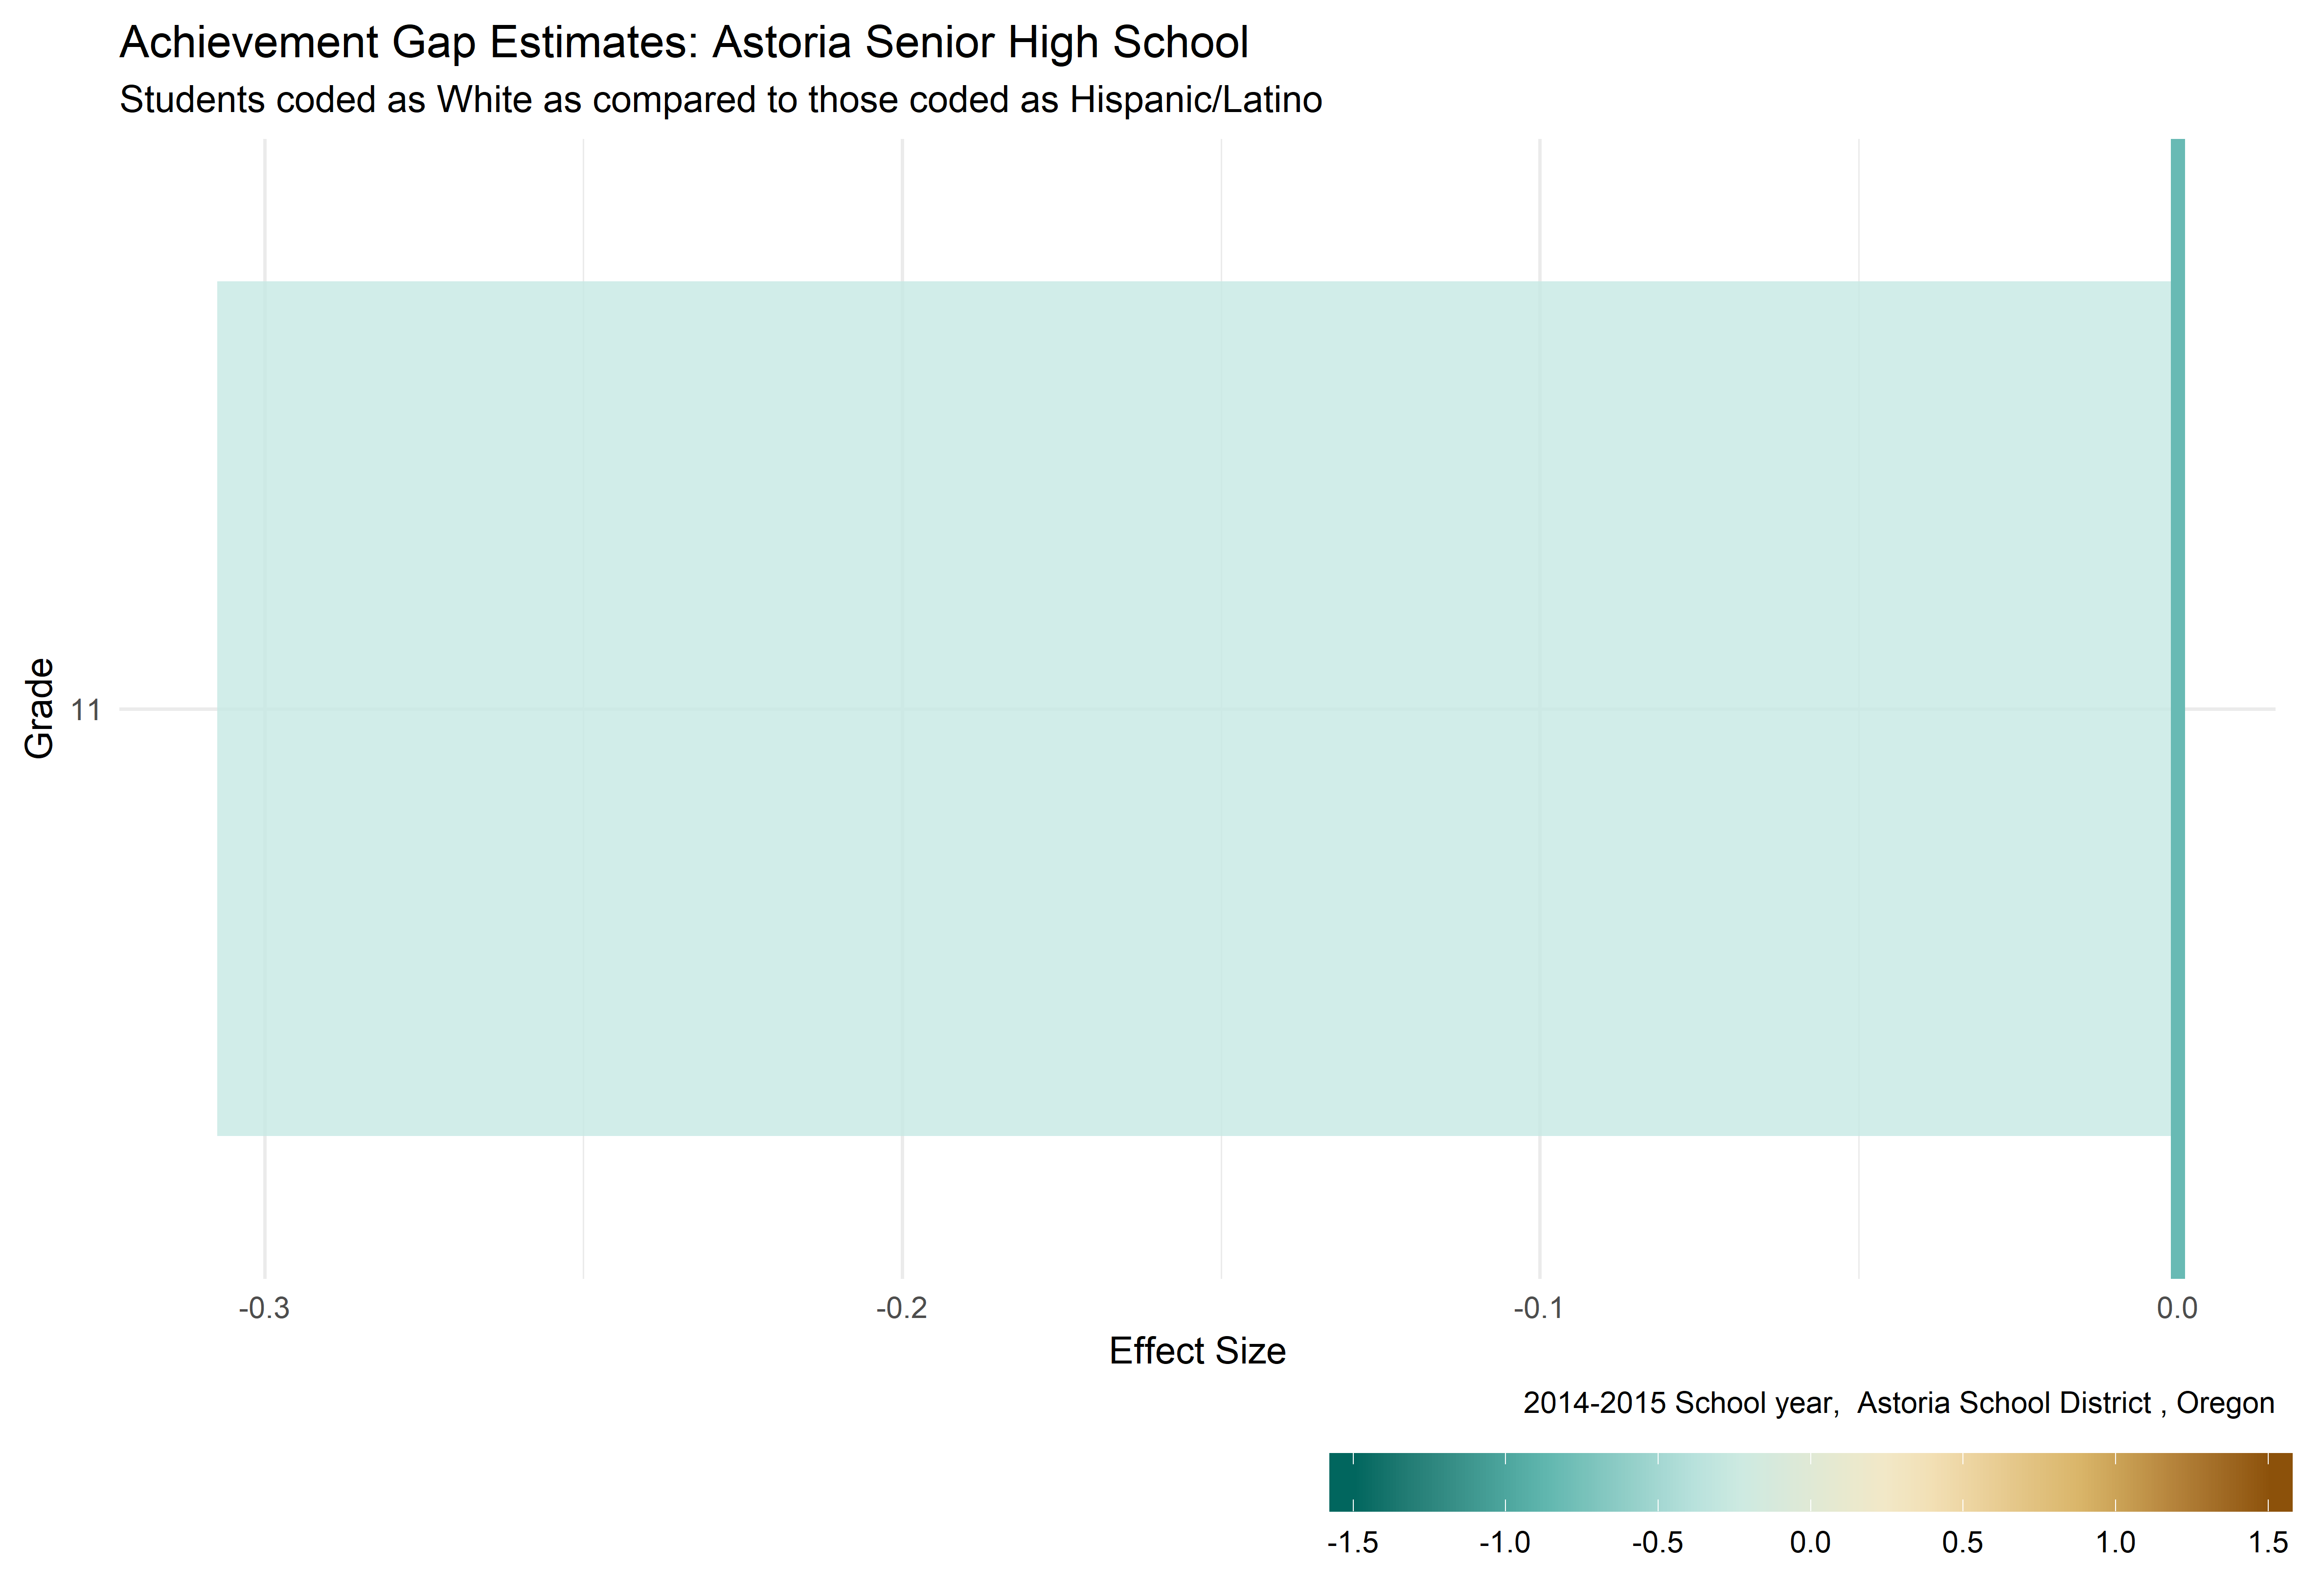 Achievement Gap Estimates: Astoria Senior High School
Students coded as White as compared to those coded as Hispanic/Latino
Grade
11
-0.3 -0.2 -0.1 0.0
Effect Size
2014-2015 School year,  Astoria School District , Oregon
-1.5 -1.0 -0.5 0.0 0.5 1.0 1.5